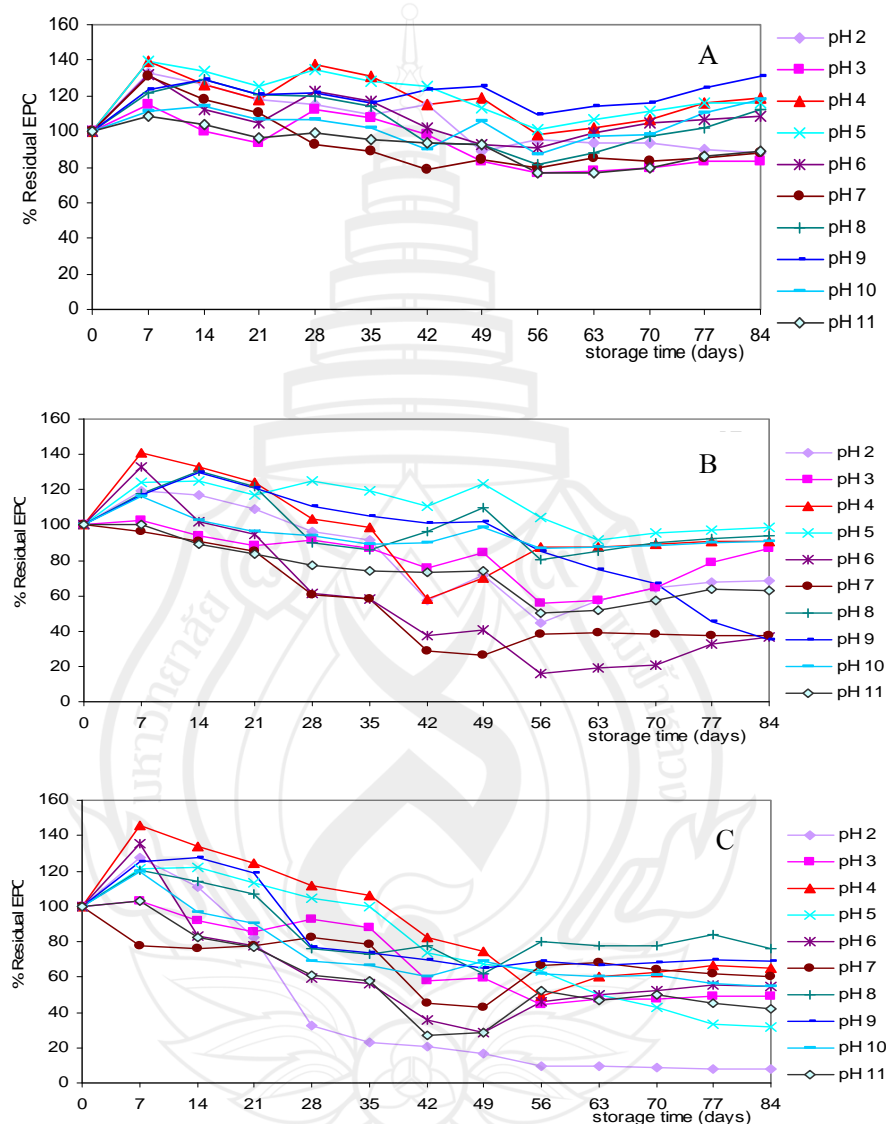 A
% Residual EPC
160
140
120
100
80
60
40
20
0
0 7 14 21 28 35 42 49 56 63 70 77 84
storage time (days)
pH 2
pH 3
pH 4
pH 5
pH 6
pH 7
pH 8
pH 9
pH 10
pH 11
B
% Residual EPC
160
140
120
100
80
60
40
20
0
0 7 14 21 28 35 42 49 56 63 70 77 84
storage time (days)
pH 2
pH 3
pH 4
pH 5
pH 6
pH 7
pH 8
pH 9
pH 10
pH 11
C
% Residual EPC
160
140
120
100
80
60
40
20
0
0 7 14 21 28 35 42 49 56 63 70 77 84
storage time (days)
pH 2
pH 3
pH 4
pH 5
pH 6
pH 7
pH 8
pH 9
pH 10
pH 11